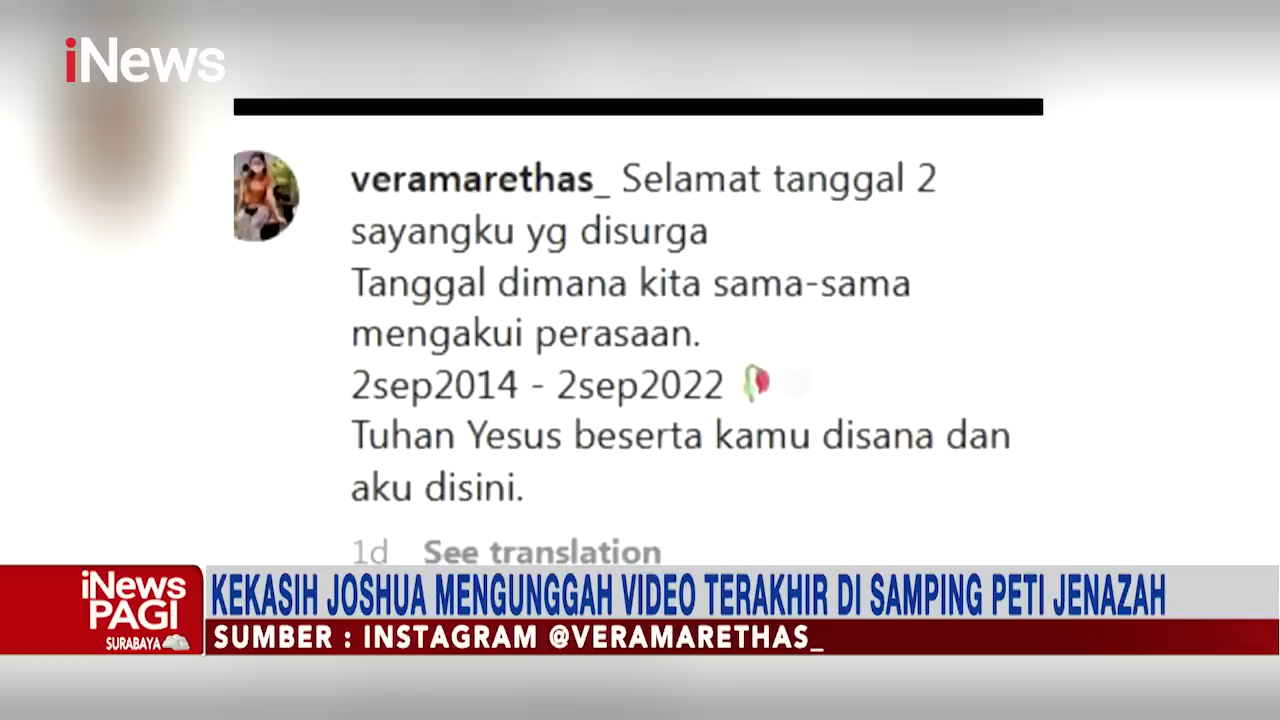 iNews
veramarethas_ Selamat tanggal 2
sayangku yg disurga
Tanggal dimana kita sama-sama
mengakui perasaan.
2sep2014 - 2sep2022 🥀🤍
Tuhan Yesus beserta kamu disana dan
aku disini.
1d See translation
iNews
PAGI
SURABAYA
KEKASIH JOSHUA MENGUNGGAH VIDEO TERAKHIR DI SAMPING PETI JENAZAH
SUMBER : INSTAGRAM @VERAMARETHAS_